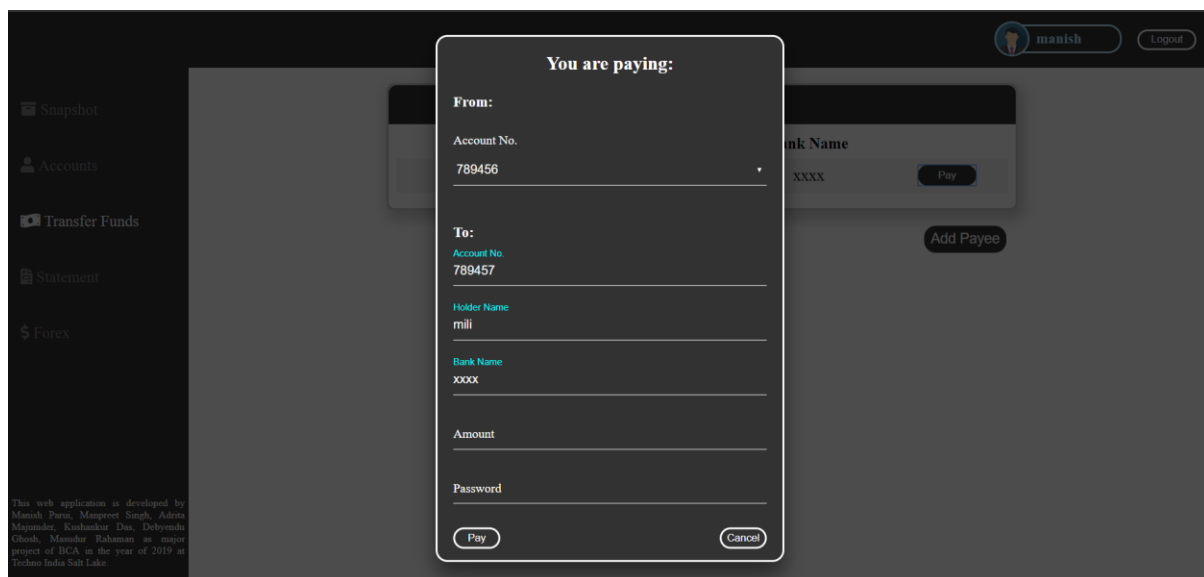 manish
Logout
Snapshot
Accounts
Transfer Funds
Statement
$ Forex
This web application is developed by
Manish Parui, Manpreet Singh, Adrita
Majumder, Kushankur Das, Debyendu
Ghosh, Masudur Rahaman as major
project of BCA in the year of 2019 at
Techno India Salt Lake.
You are paying:
From:
Account No.
789456
To:
Account No.
789457
Holder Name
mili
Bank Name
xxxx
Amount
Password
Pay
Cancel
Name
xxxx
Pay
Add Payee